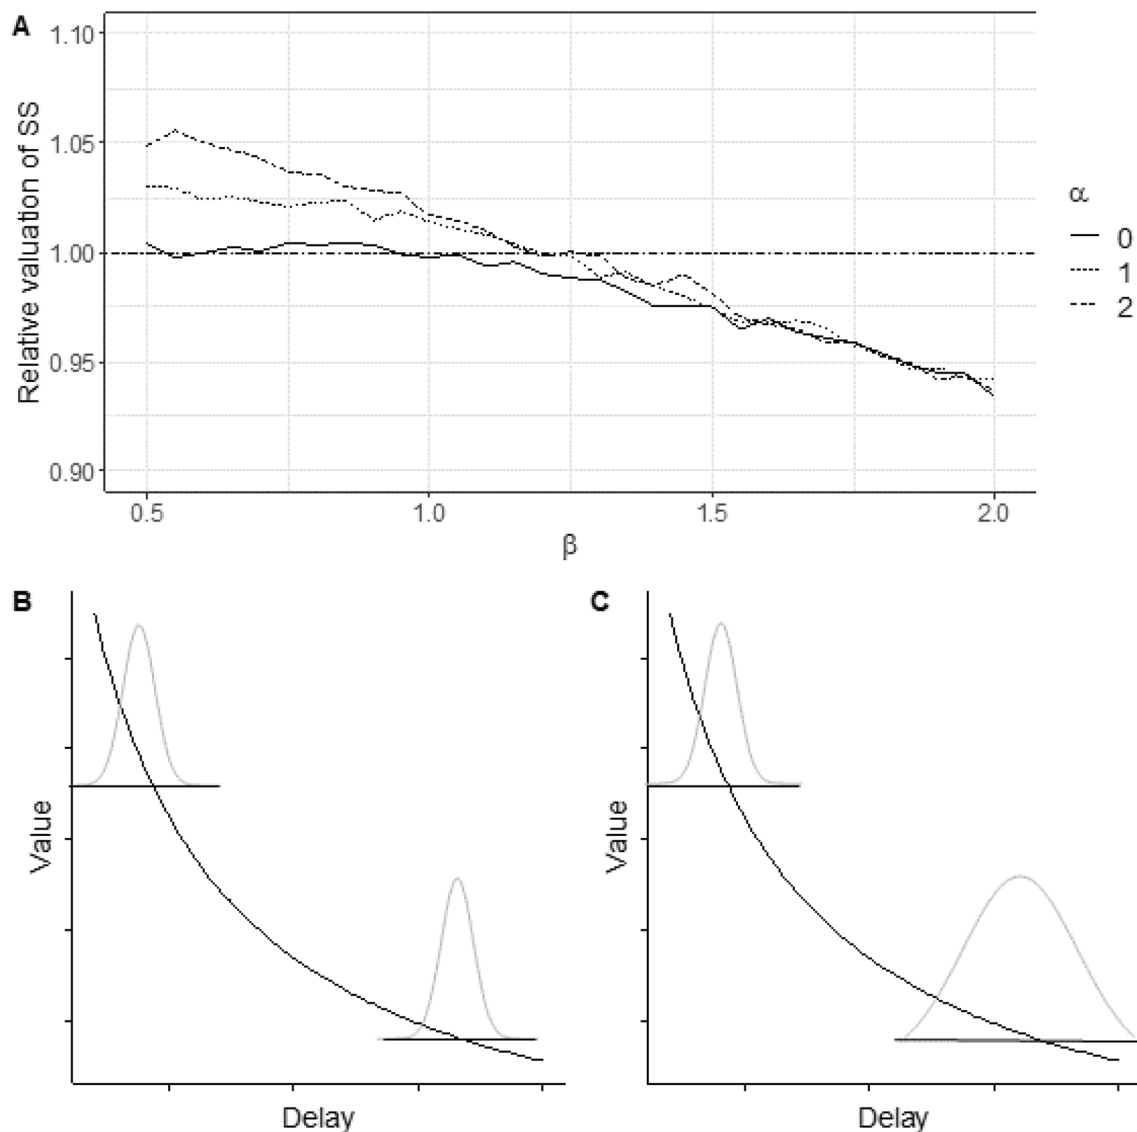 A
Relative valuation of SS
1.10
1.05
1.00
0.95
0.90
0.5 1.0 1.5 2.0
β
α
0
1
2
B
Value
Delay
C
Value
Delay